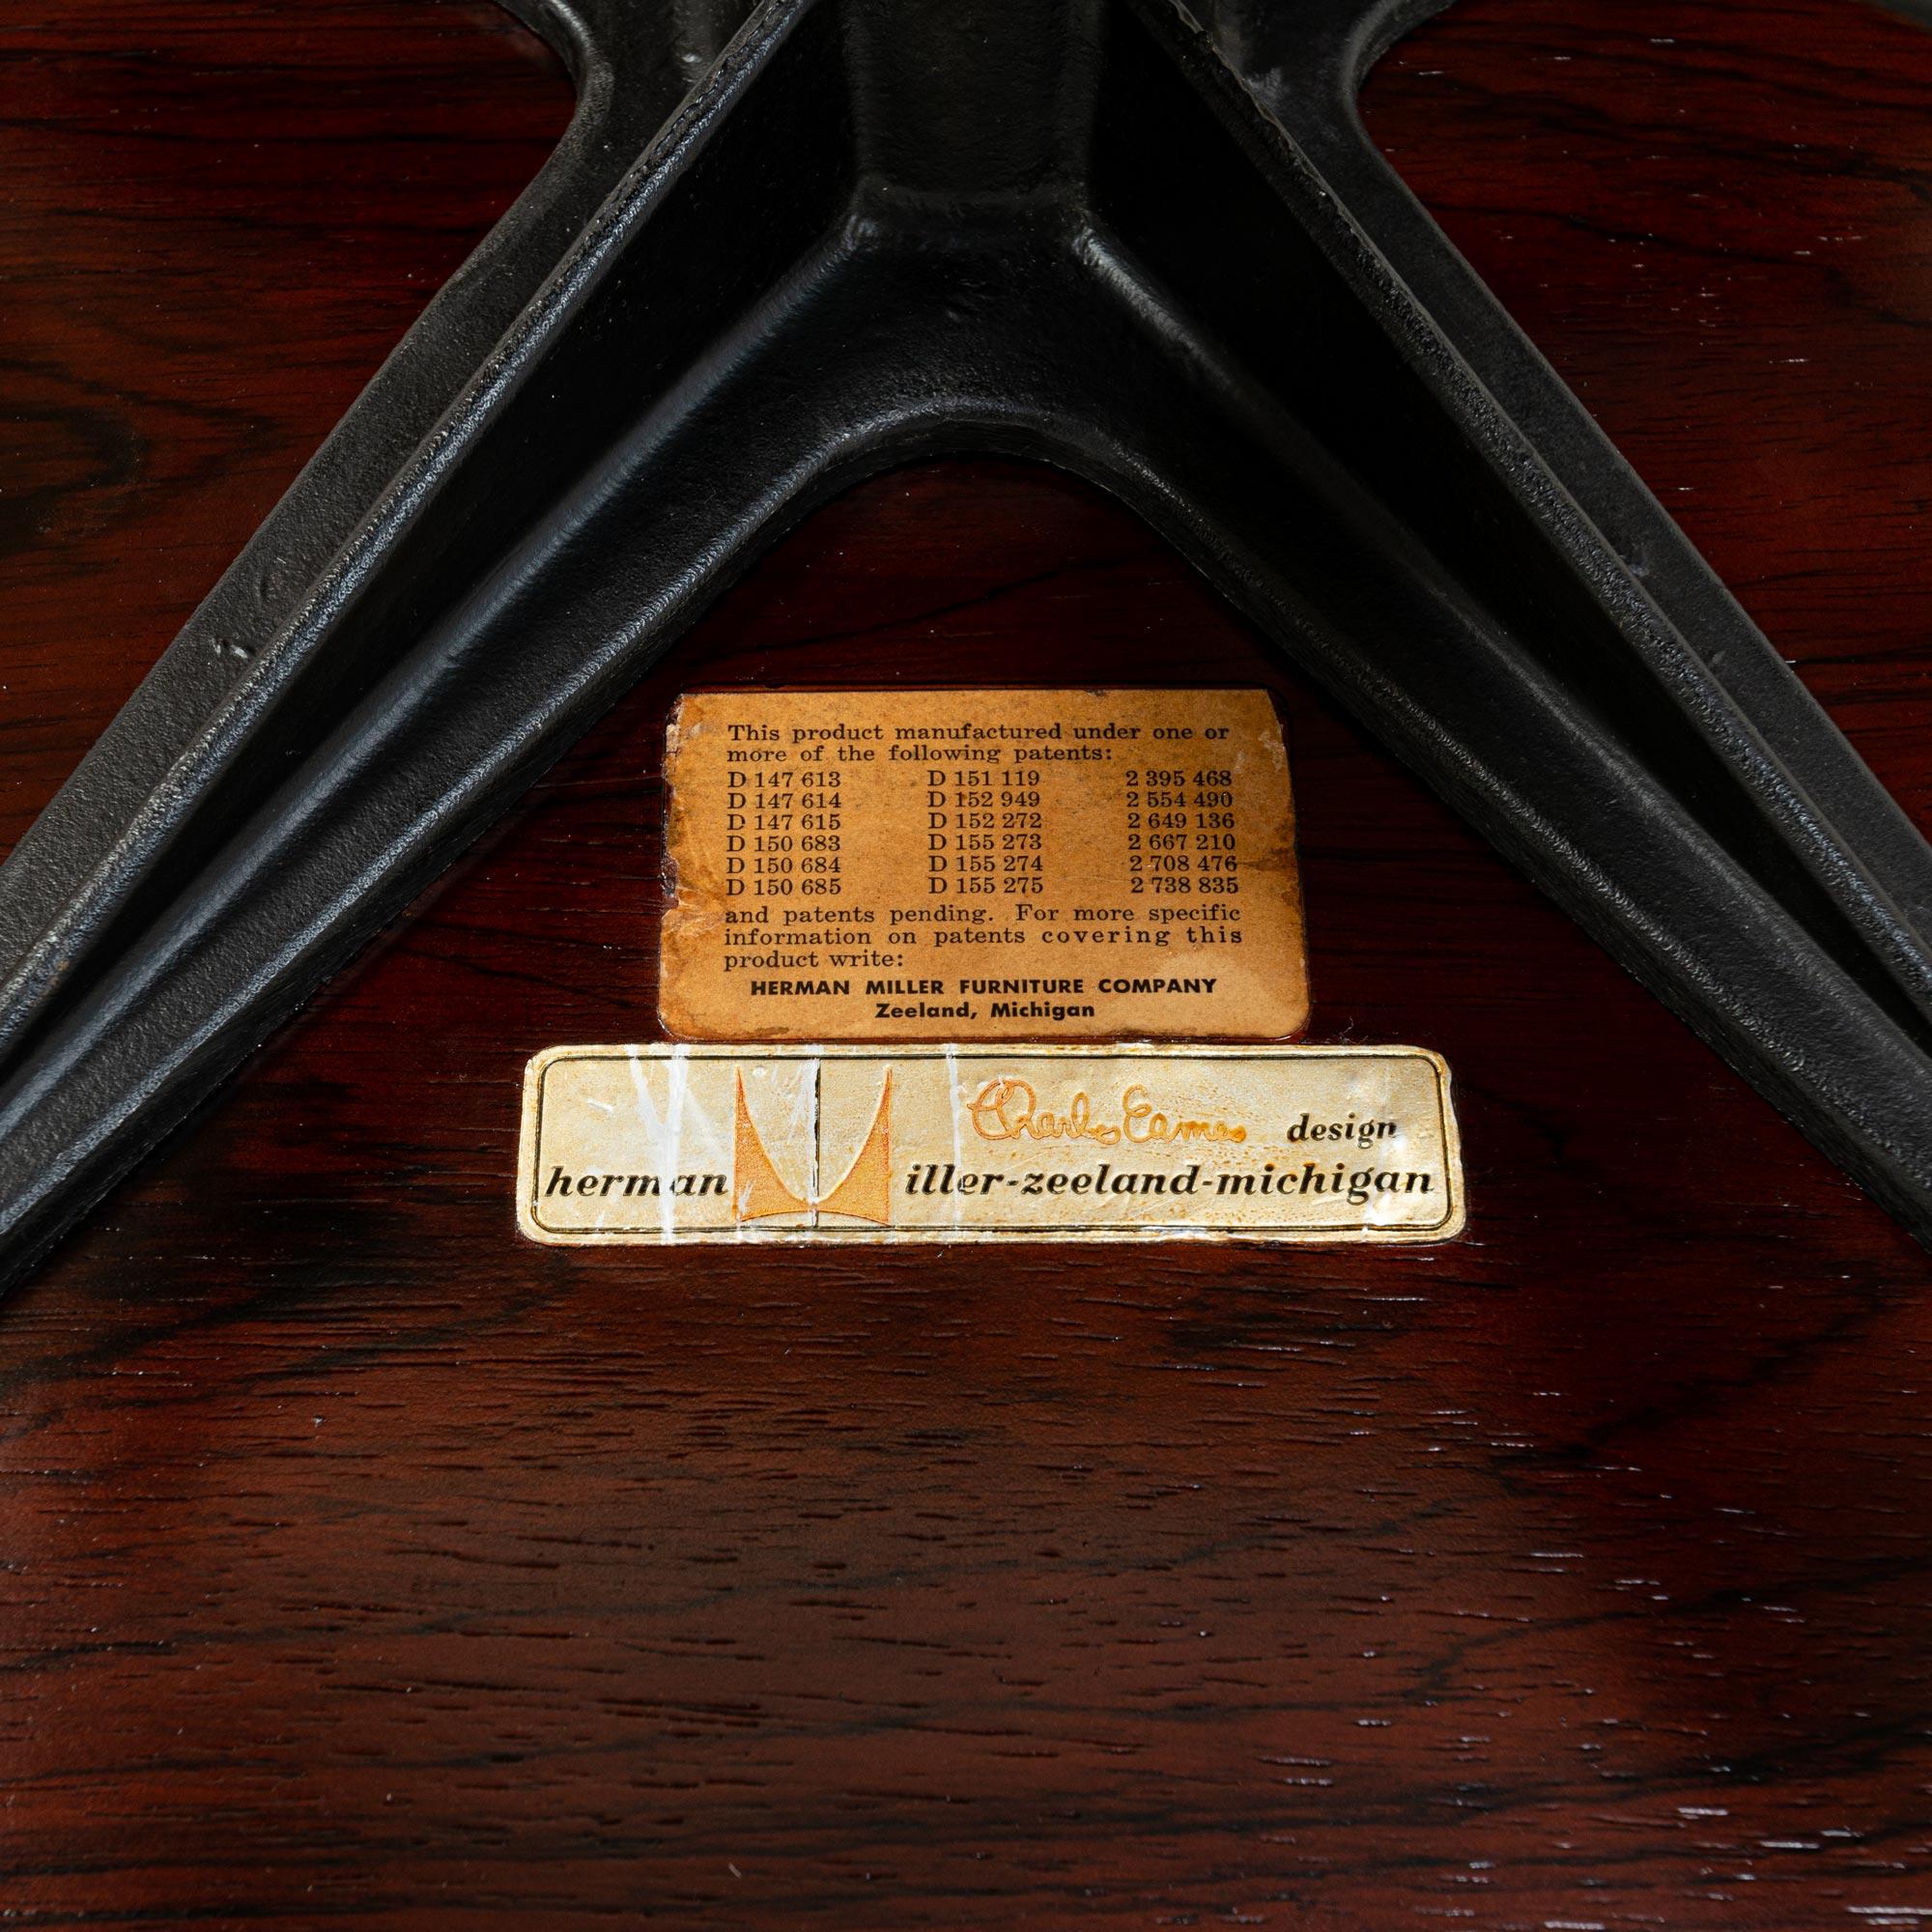 This product manufactured under one or
more of the following patents:
D 147 613 D 151 119 2 395 468
D 147 614 D 152 949 2 554 490
D 147 615 D 152 272 2 649 136
D 150 683 D 155 273 2 667 210
D 150 684 D 155 274 2 708 476
D 150 685 D 155 275 2 738 835
and patents pending. For more specific
information on patents covering this
product write:
HERMAN MILLER FURNITURE COMPANY
Zeeland, Michigan
Charles Eames design
herman miller-zeeland-michigan